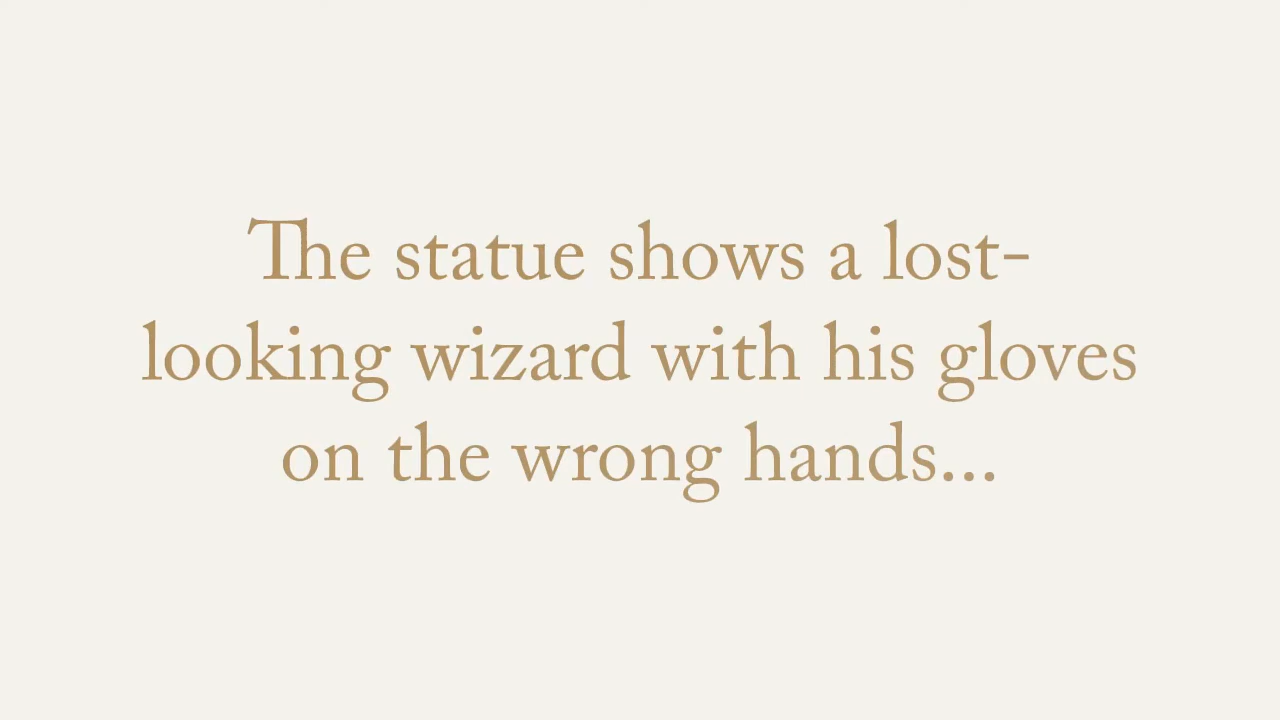 The statue shows a lost-
looking wizard with his gloves
on the wrong hands...